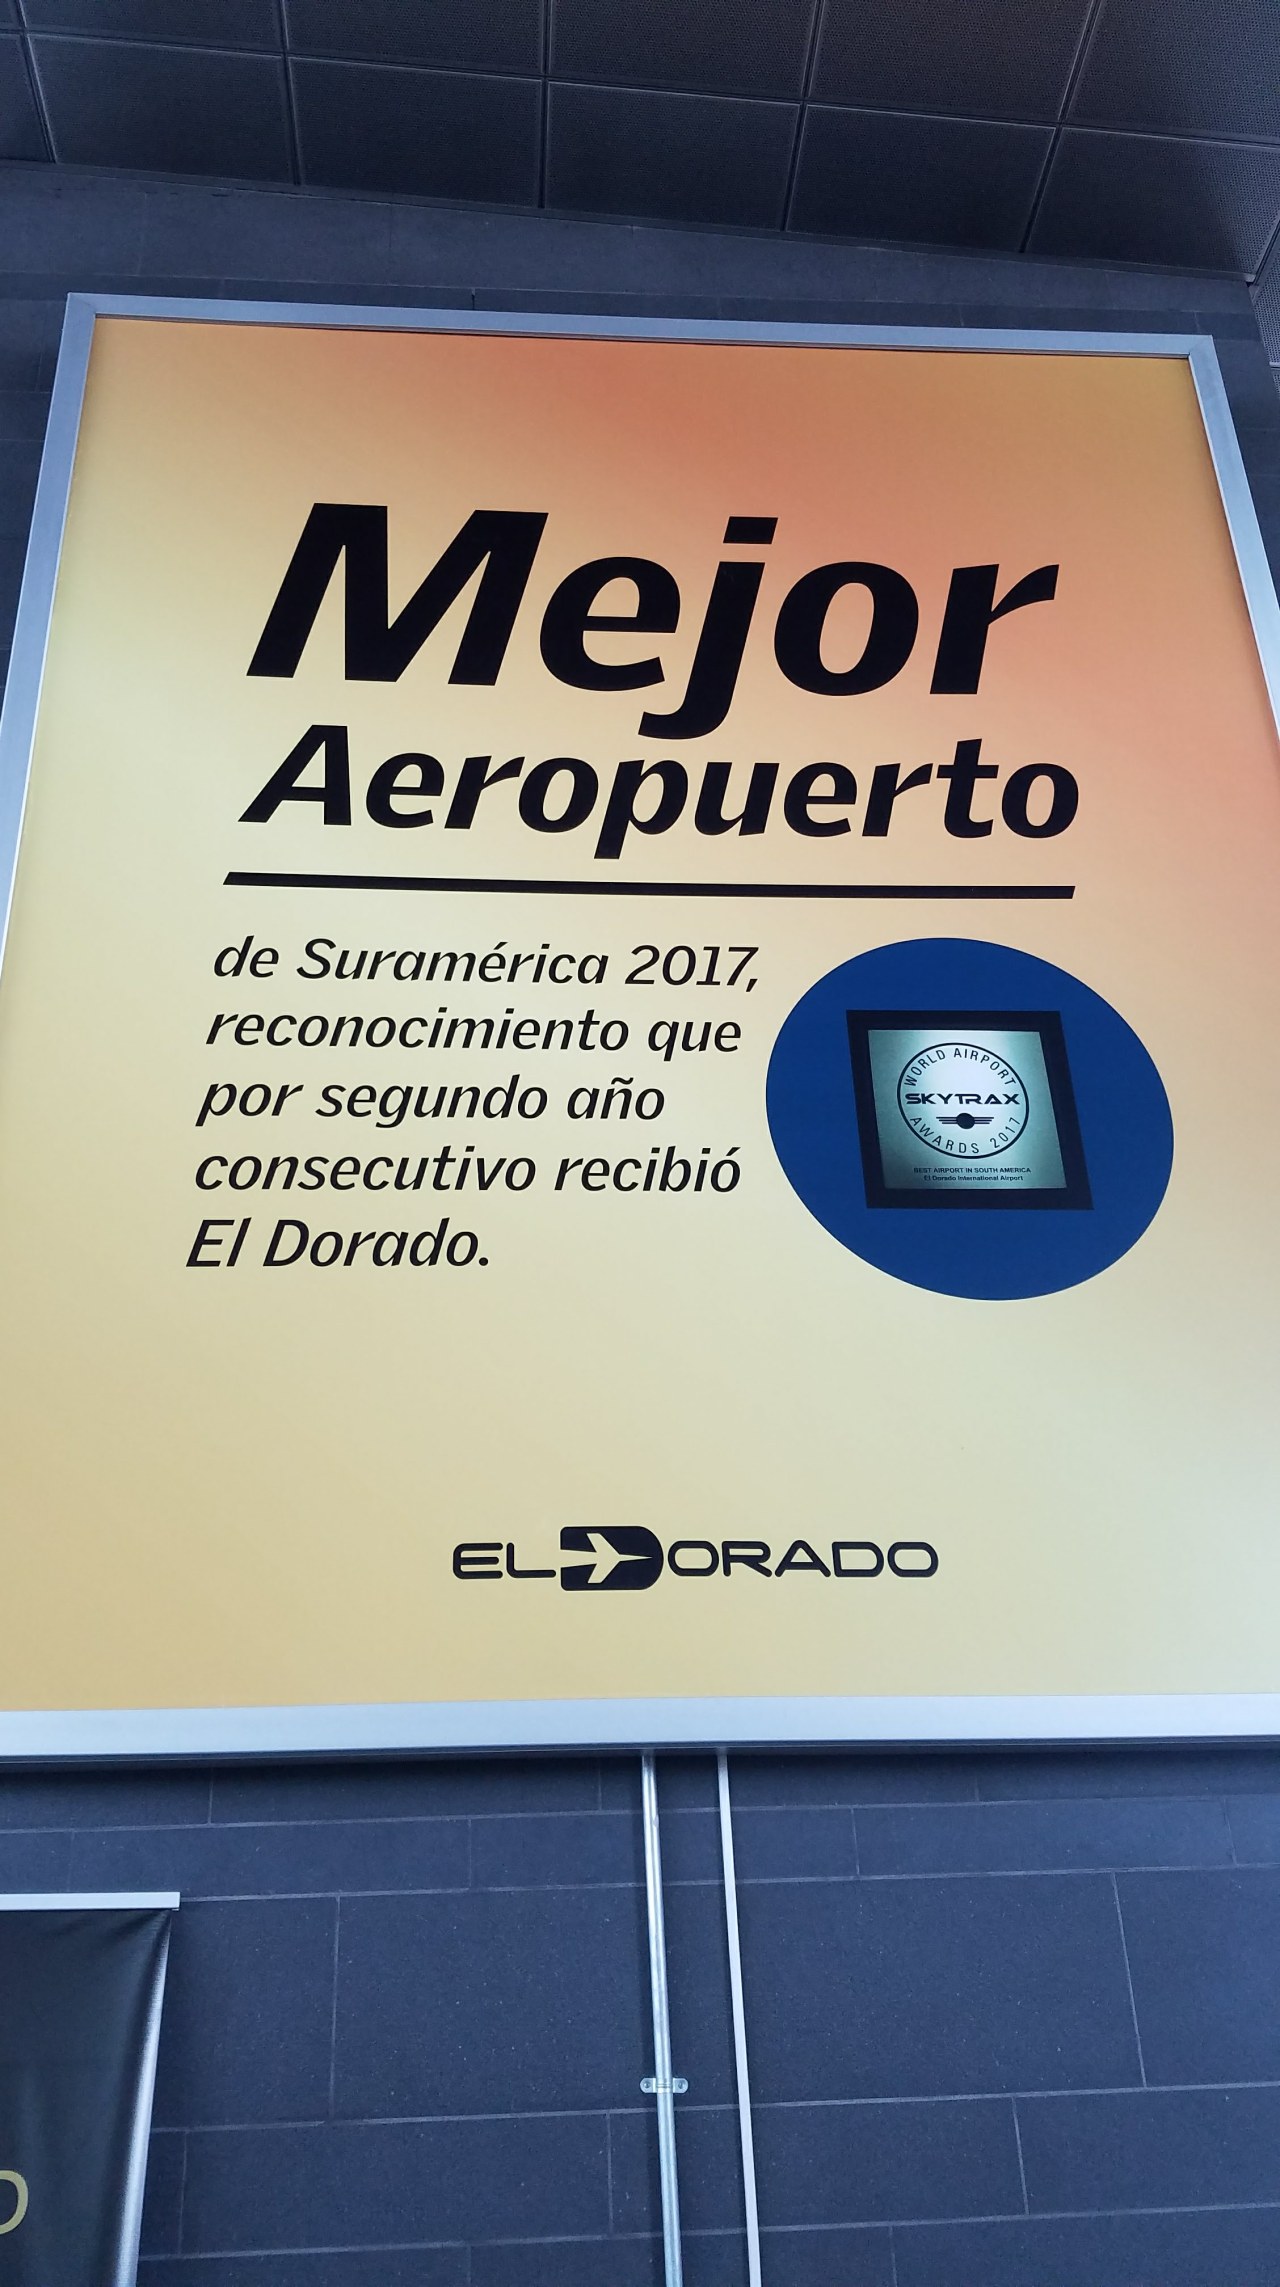 Mejor
Aeropuerto
de Suramérica 2017,
reconocimiento que
por segundo año
consecutivo recibió
El Dorado.
WORLD AIRPORT
SKYTRAX
AWARDS 2017
BEST AIRPORT IN SOUTH AMERICA
El Dorado International Airport
EL DORADO